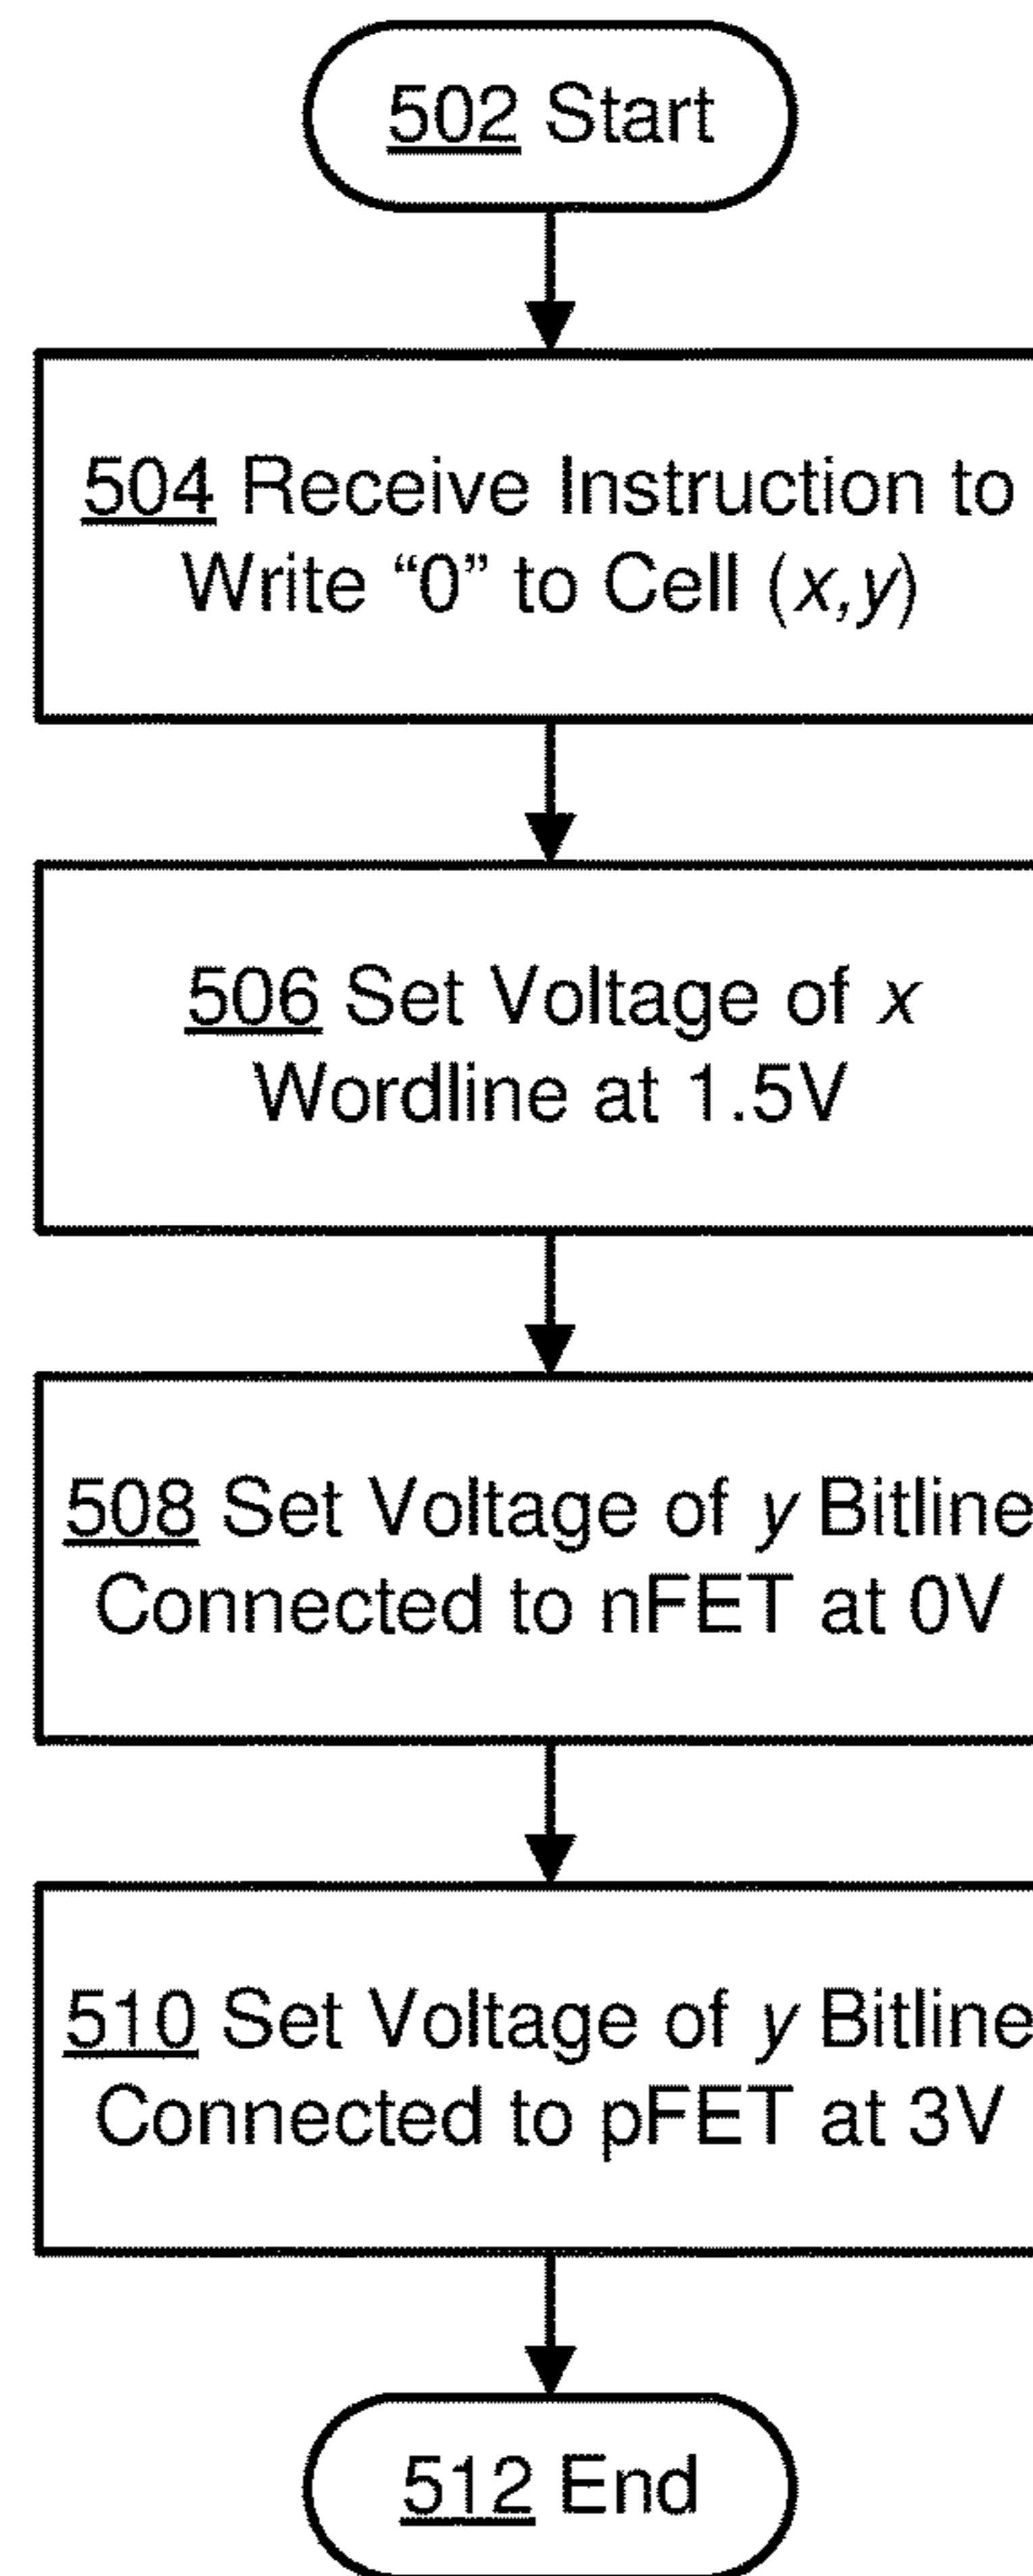 502 Start
504 Receive Instruction to
Write “0” to Cell (x,y)
506 Set Voltage of x
Wordline at 1.5V
508 Set Voltage of y Bitline
Connected to nFET at 0V
510 Set Voltage of y Bitline
Connected to pFET at 3V
512 End